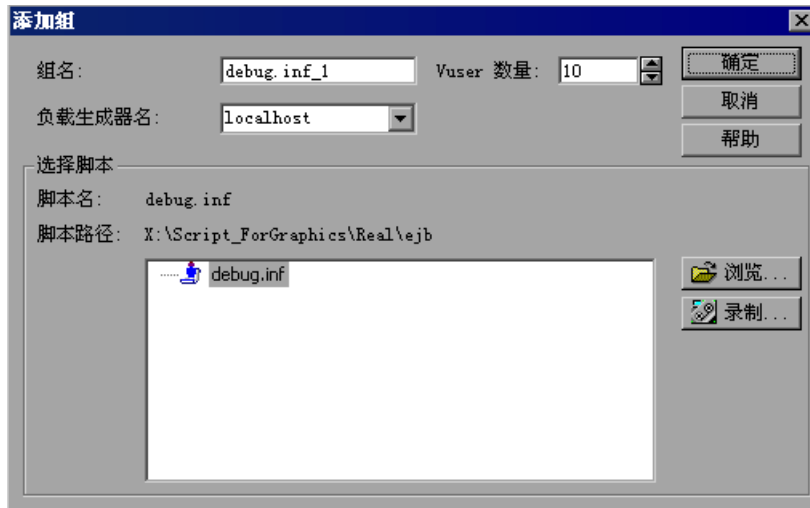 添加组
组名: debug.inf_1 Vuser 数量: 10 确定
取消
负载生成器名: localhost
帮助
选择脚本
脚本名: debug.inf
脚本路径: X:\Script_ForGraphics\Real\ejb
debug.inf
浏览...
录制...